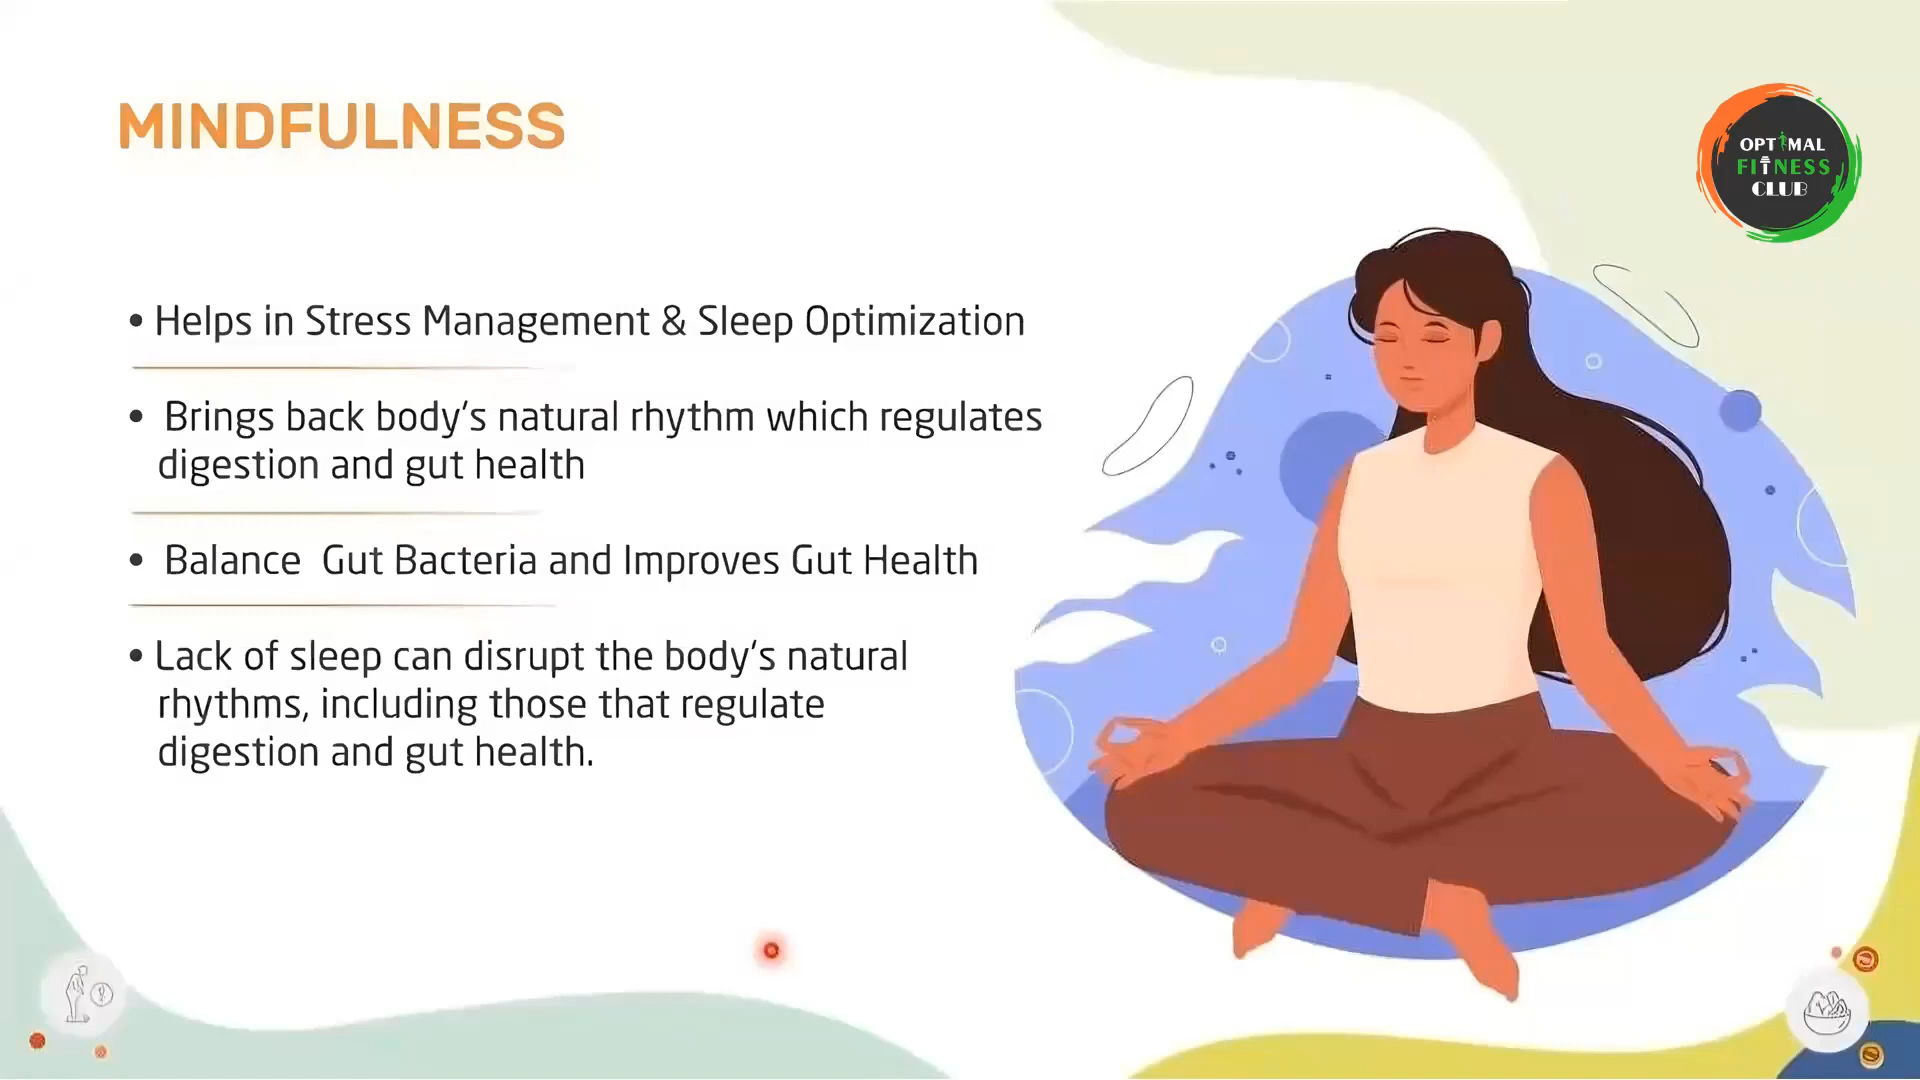 MINDFULNESS
OPTIMAL
FITNESS
CLUB
• Helps in Stress Management & Sleep Optimization
• Brings back body's natural rhythm which regulates
digestion and gut health
• Balance Gut Bacteria and Improves Gut Health
• Lack of sleep can disrupt the body's natural
rhythms, including those that regulate
digestion and gut health.